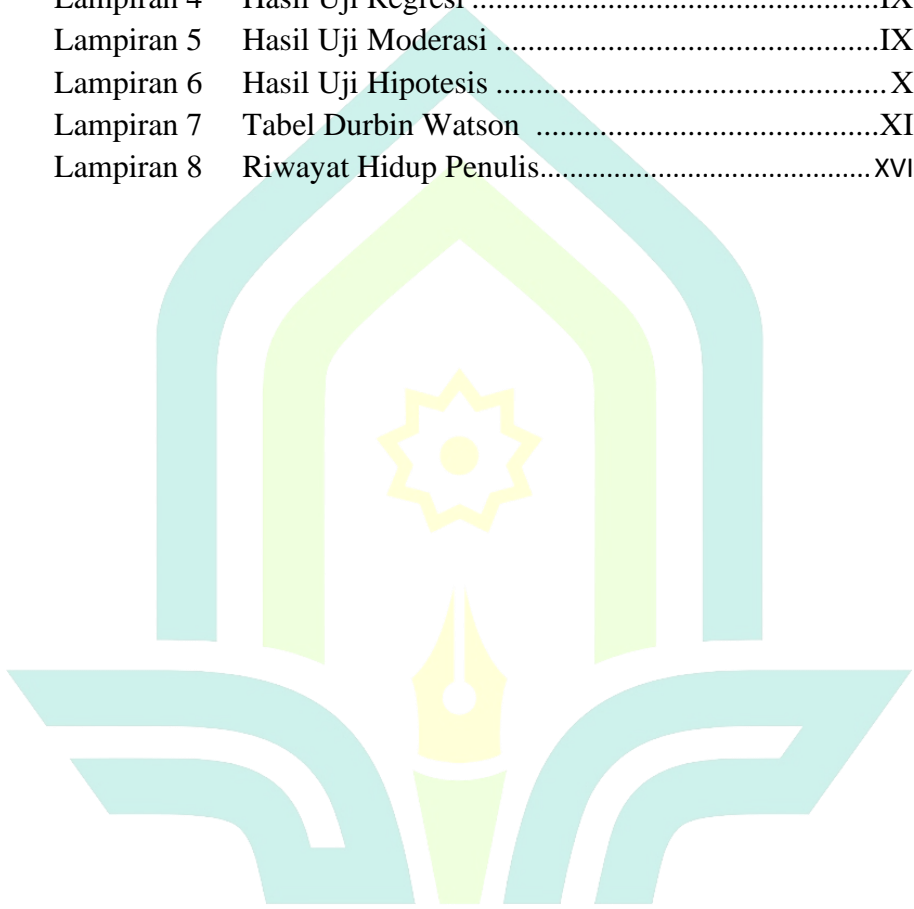 Lampiran 4 Hasil Uji Regresi ....................................................................IX
Lampiran 5 Hasil Uji Moderasi ................................................................IX
Lampiran 6 Hasil Uji Hipotesis .................................................................X
Lampiran 7 Tabel Durbin Watson .........................................................XI
Lampiran 8 Riwayat Hidup Penulis.......................................................XVI